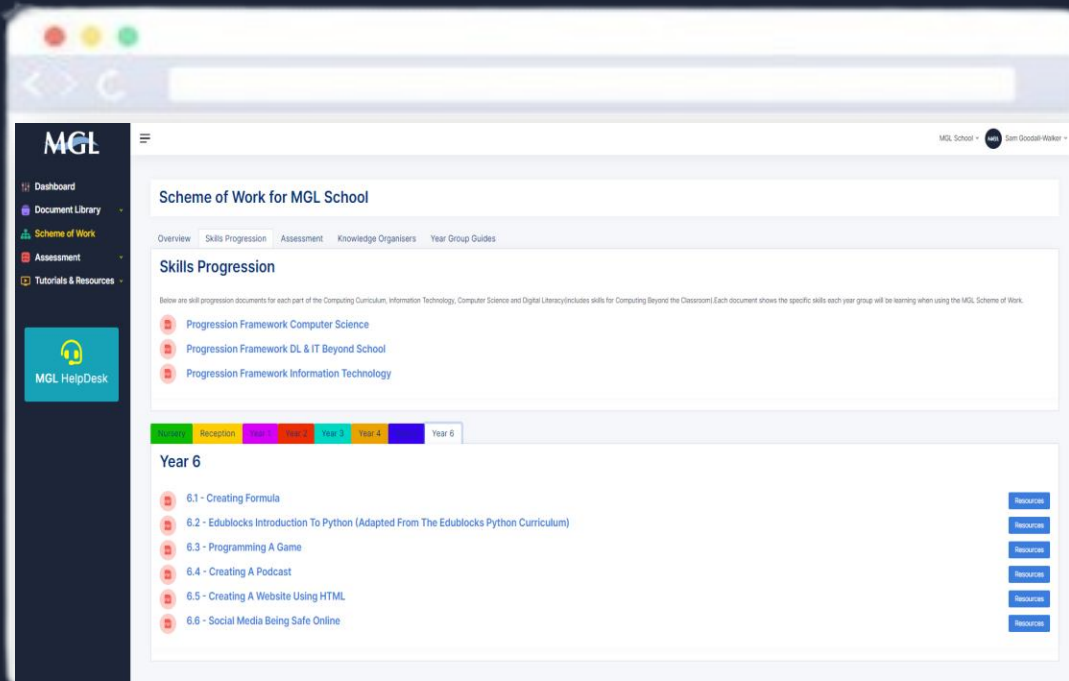 MGL
MGL School
Sam Goodall-Walker
Dashboard
Document Library
Scheme of Work
Assessment
Tutorials & Resources
MGL HelpDesk
Scheme of Work for MGL School
Overview Skills Progression Assessment Knowledge Organisers Year Group Guides
Skills Progression
Below are skill progression documents for each part of the Computing Curriculum, Information Technology, Computer Science and Digital Literacy(includes skills for Computing Beyond the Classroom).Each document shows the specific skills each year group will be learning when using the MGL Scheme of Work.
Progression Framework Computer Science
Progression Framework DL & IT Beyond School
Progression Framework Information Technology
Nursery Reception Year 1 Year 2 Year 3 Year 4 Year 6
Year 6
6.1 - Creating Formula Resources
6.2 - Edublocks Introduction To Python (Adapted From The Edublocks Python Curriculum) Resources
6.3 - Programming A Game Resources
6.4 - Creating A Podcast Resources
6.5 - Creating A Website Using HTML Resources
6.6 - Social Media Being Safe Online Resources